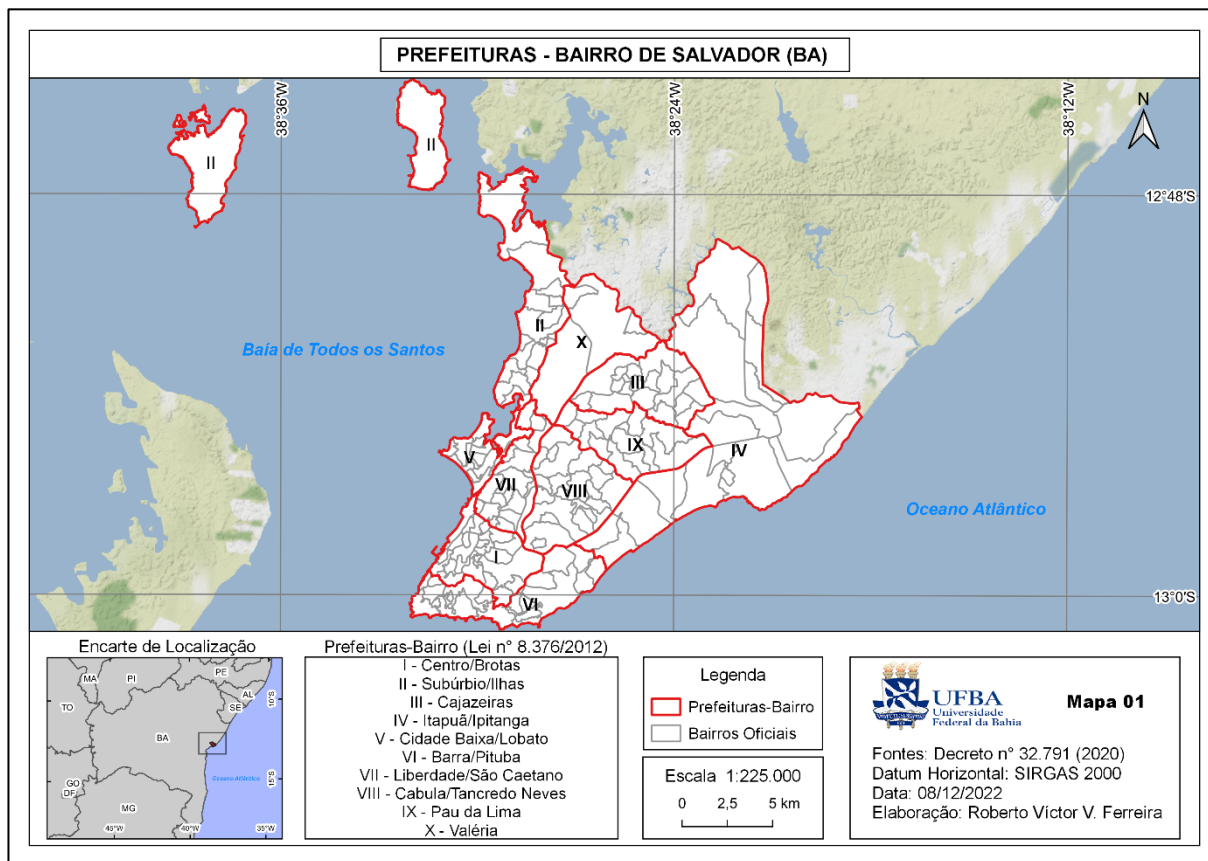 PREFEITURAS - BAIRRO DE SALVADOR (BA)
38°36'W
38°24'W
38°12'W
N
II
II
12°48'S
II
X
Baía de Todos os Santos
III
IX
IV
V
VII
VIII
Oceano Atlântico
I
VI
13°0'S
Encarte de Localização
MA
PI
PE
AL
SE
TO
BA
GO
DF
MG
Oceano Atlântico
10°S
15°S
45°W
40°W
35°W
Prefeituras-Bairro (Lei n° 8.376/2012)
I - Centro/Brotas
II - Subúrbio/Ilhas
III - Cajazeiras
IV - Itapuã/Ipitanga
V - Cidade Baixa/Lobato
VI - Barra/Pituba
VII - Liberdade/São Caetano
VIII - Cabula/Tancredo Neves
IX - Pau da Lima
X - Valéria
Legenda
Prefeituras-Bairro
Bairros Oficiais
Escala 1:225.000
0 2,5 5 km
UFBA
Universidade
Federal da Bahia
Mapa 01
Fontes: Decreto n° 32.791 (2020)
Datum Horizontal: SIRGAS 2000
Data: 08/12/2022
Elaboração: Roberto Víctor V. Ferreira